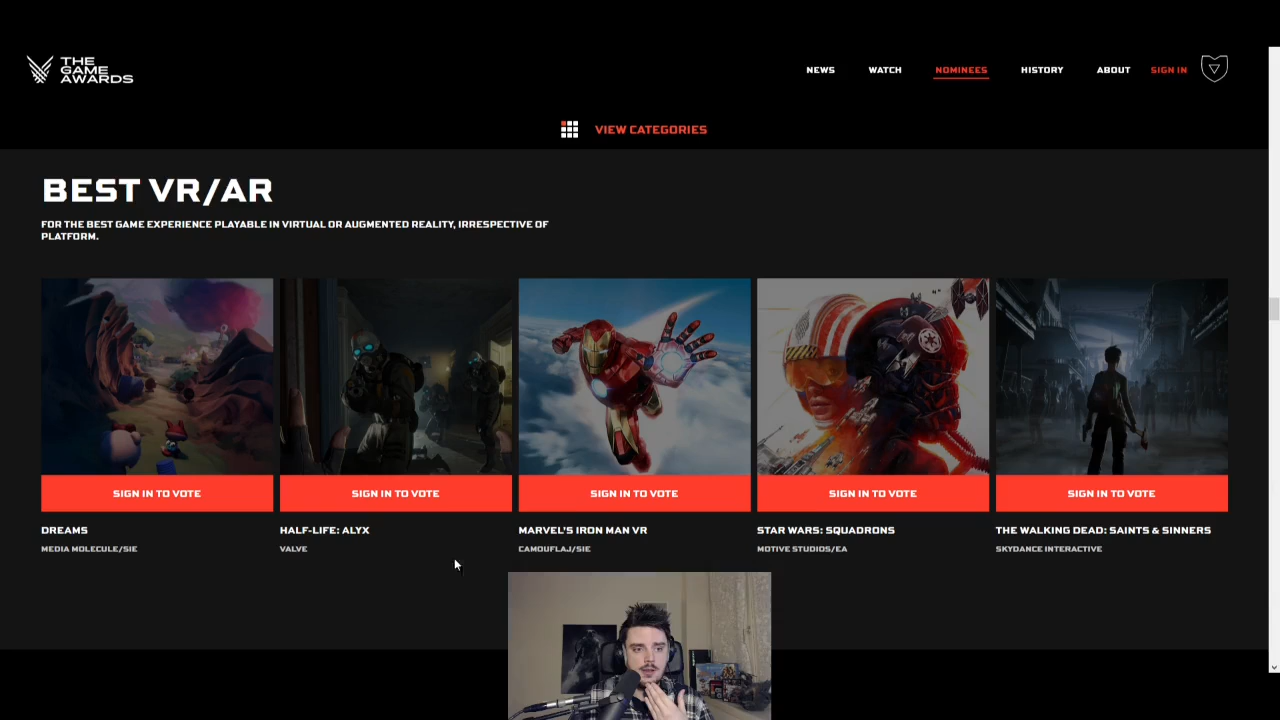 THE
GAME
AWARDS
NEWS WATCH NOMINEES HISTORY ABOUT SIGN IN
VIEW CATEGORIES
BEST VR/AR
FOR THE BEST GAME EXPERIENCE PLAYABLE IN VIRTUAL OR AUGMENTED REALITY, IRRESPECTIVE OF
PLATFORM.
SIGN IN TO VOTE SIGN IN TO VOTE SIGN IN TO VOTE SIGN IN TO VOTE SIGN IN TO VOTE
DREAMS HALF-LIFE: ALYX MARVEL'S IRON MAN VR STAR WARS: SQUADRONS THE WALKING DEAD: SAINTS & SINNERS
MEDIA MOLECULE/SIE VALVE CAMOUFLAJ/SIE MOTIVE STUDIOS/EA SKYDANCE INTERACTIVE